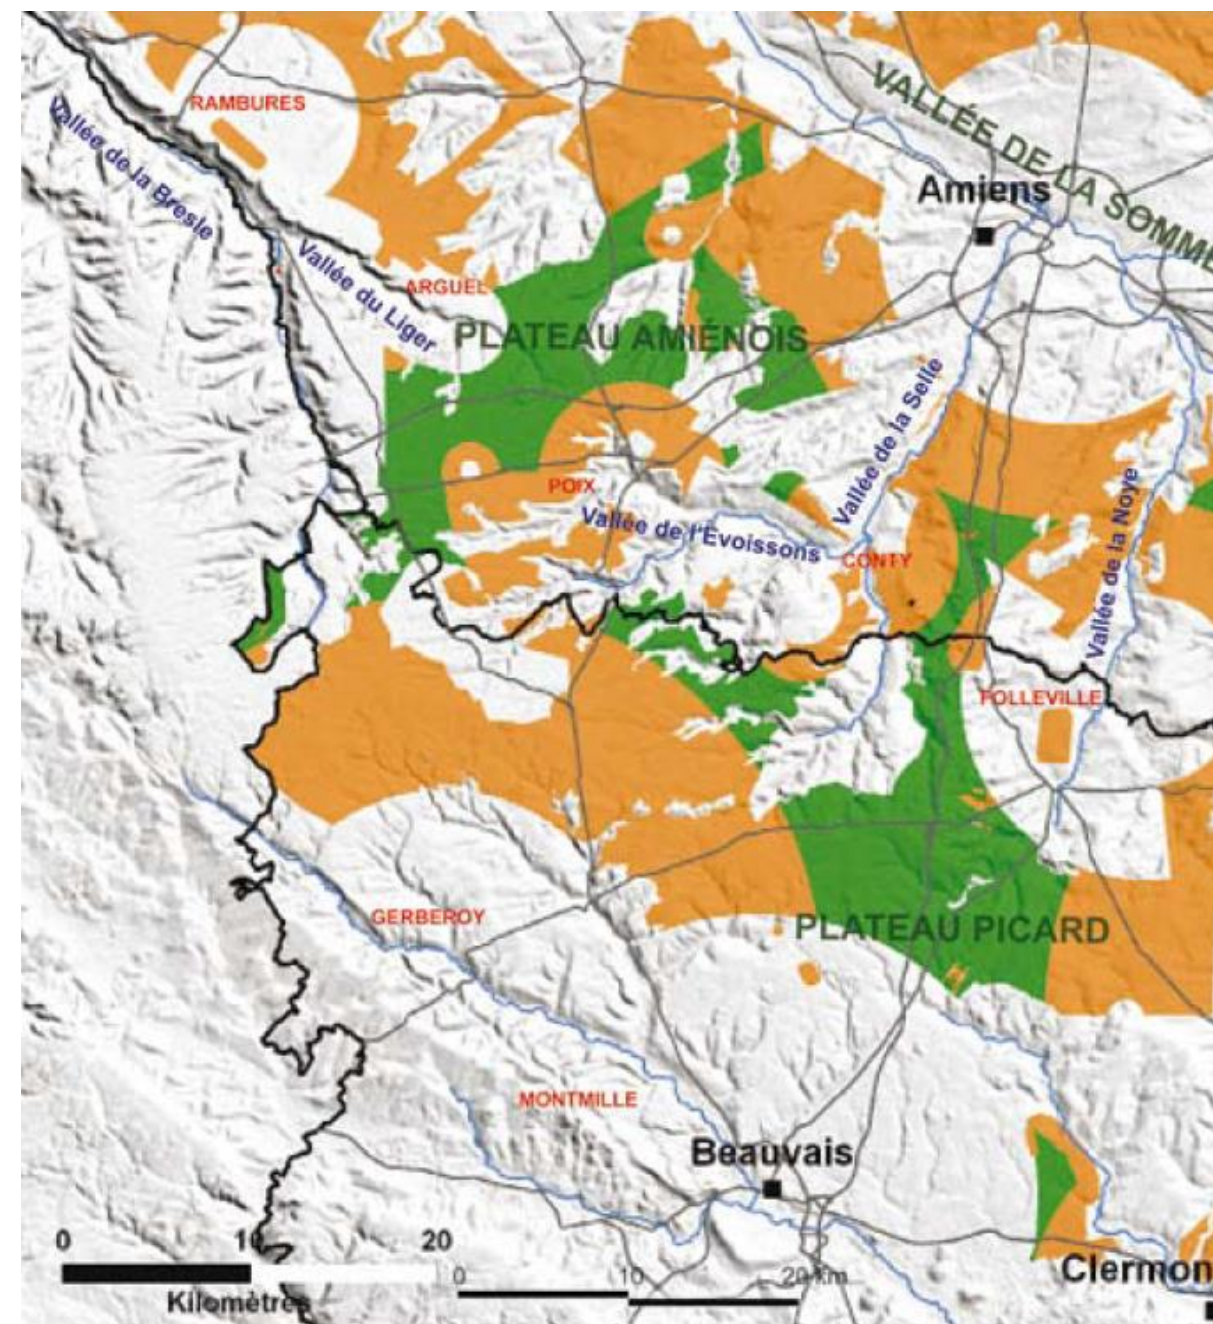 RAMBURES
Vallée de la Bresle
VALLÉE DE LA SOMME
Amiens
Vallée du Liger
ARGUEL
PLATEAU AMIÉNOIS
Vallée de la Selle
POIX
Vallée de l'Évoissons
CONTY
Vallée de la Noye
FOLLEVILLE
GERBEROY
PLATEAU PICARD
MONTMILLE
Beauvais
0 10 20
Kilomètres
0 10 20 km
Clermon